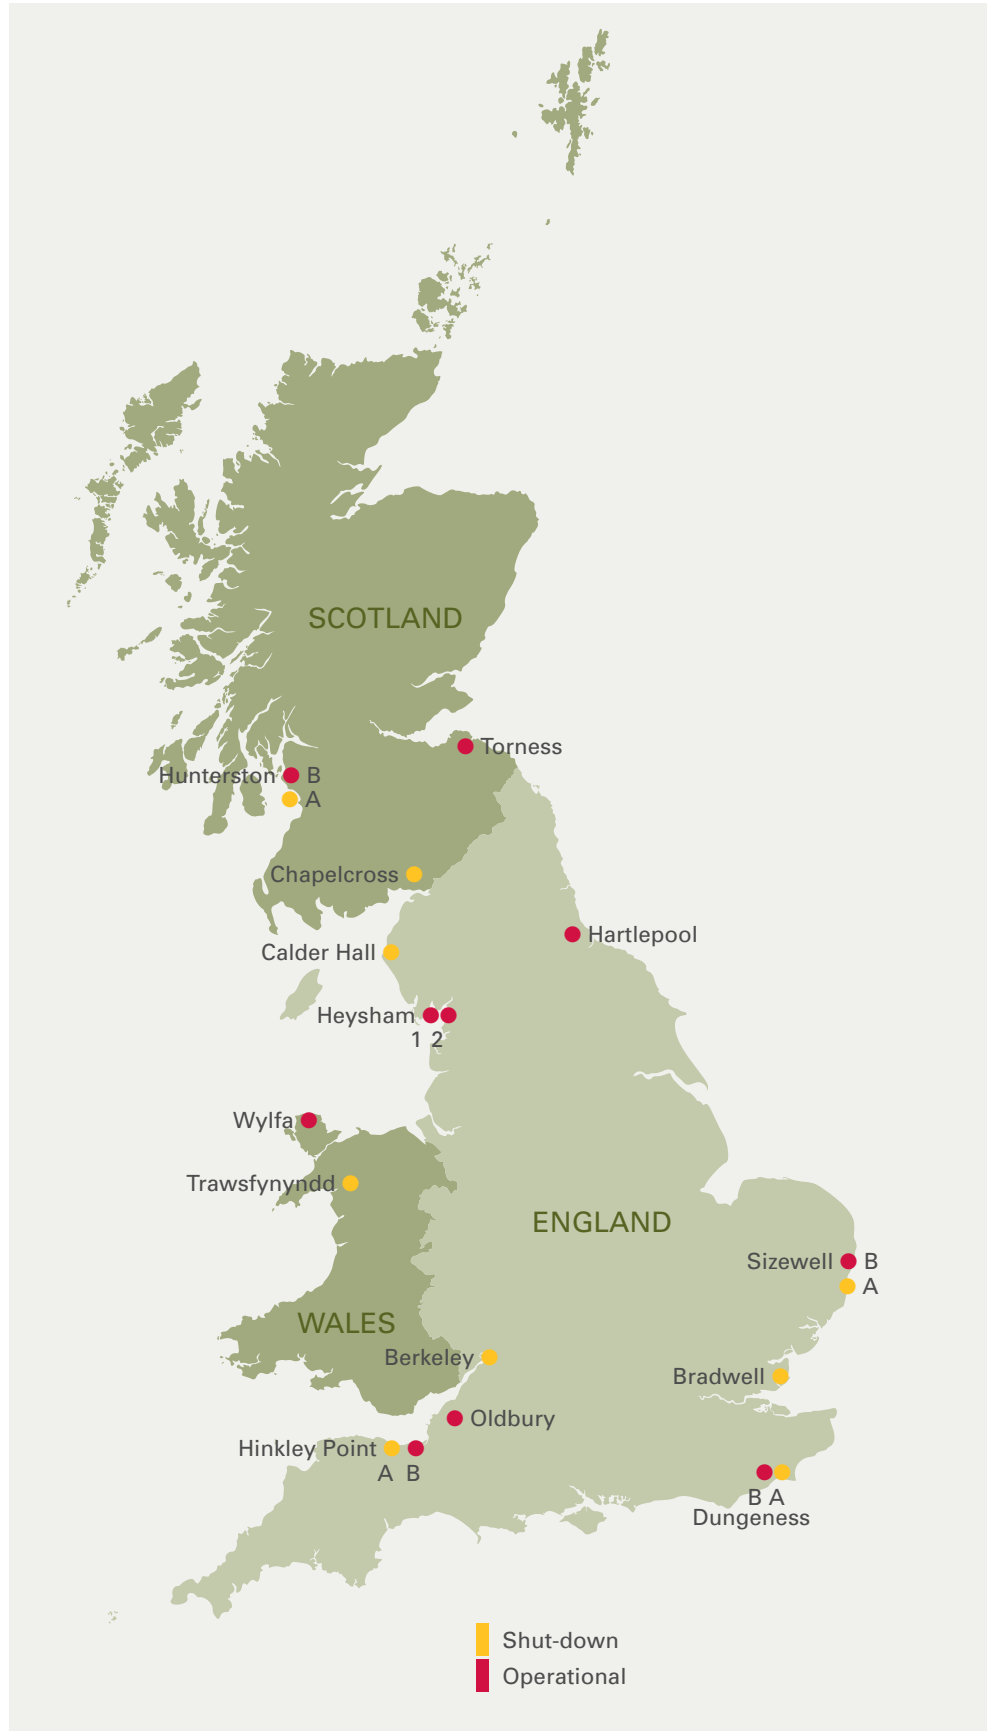 SCOTLAND
Torness
Hunterston B
A
Chapelcross
Hartlepool
Calder Hall
Heysham
1 2
Wylfa
Trawsfynyndd
ENGLAND
Sizewell B
A
WALES
Berkeley
Bradwell
Oldbury
Hinkley Point
A B
B A
Dungeness
Shut-down
Operational